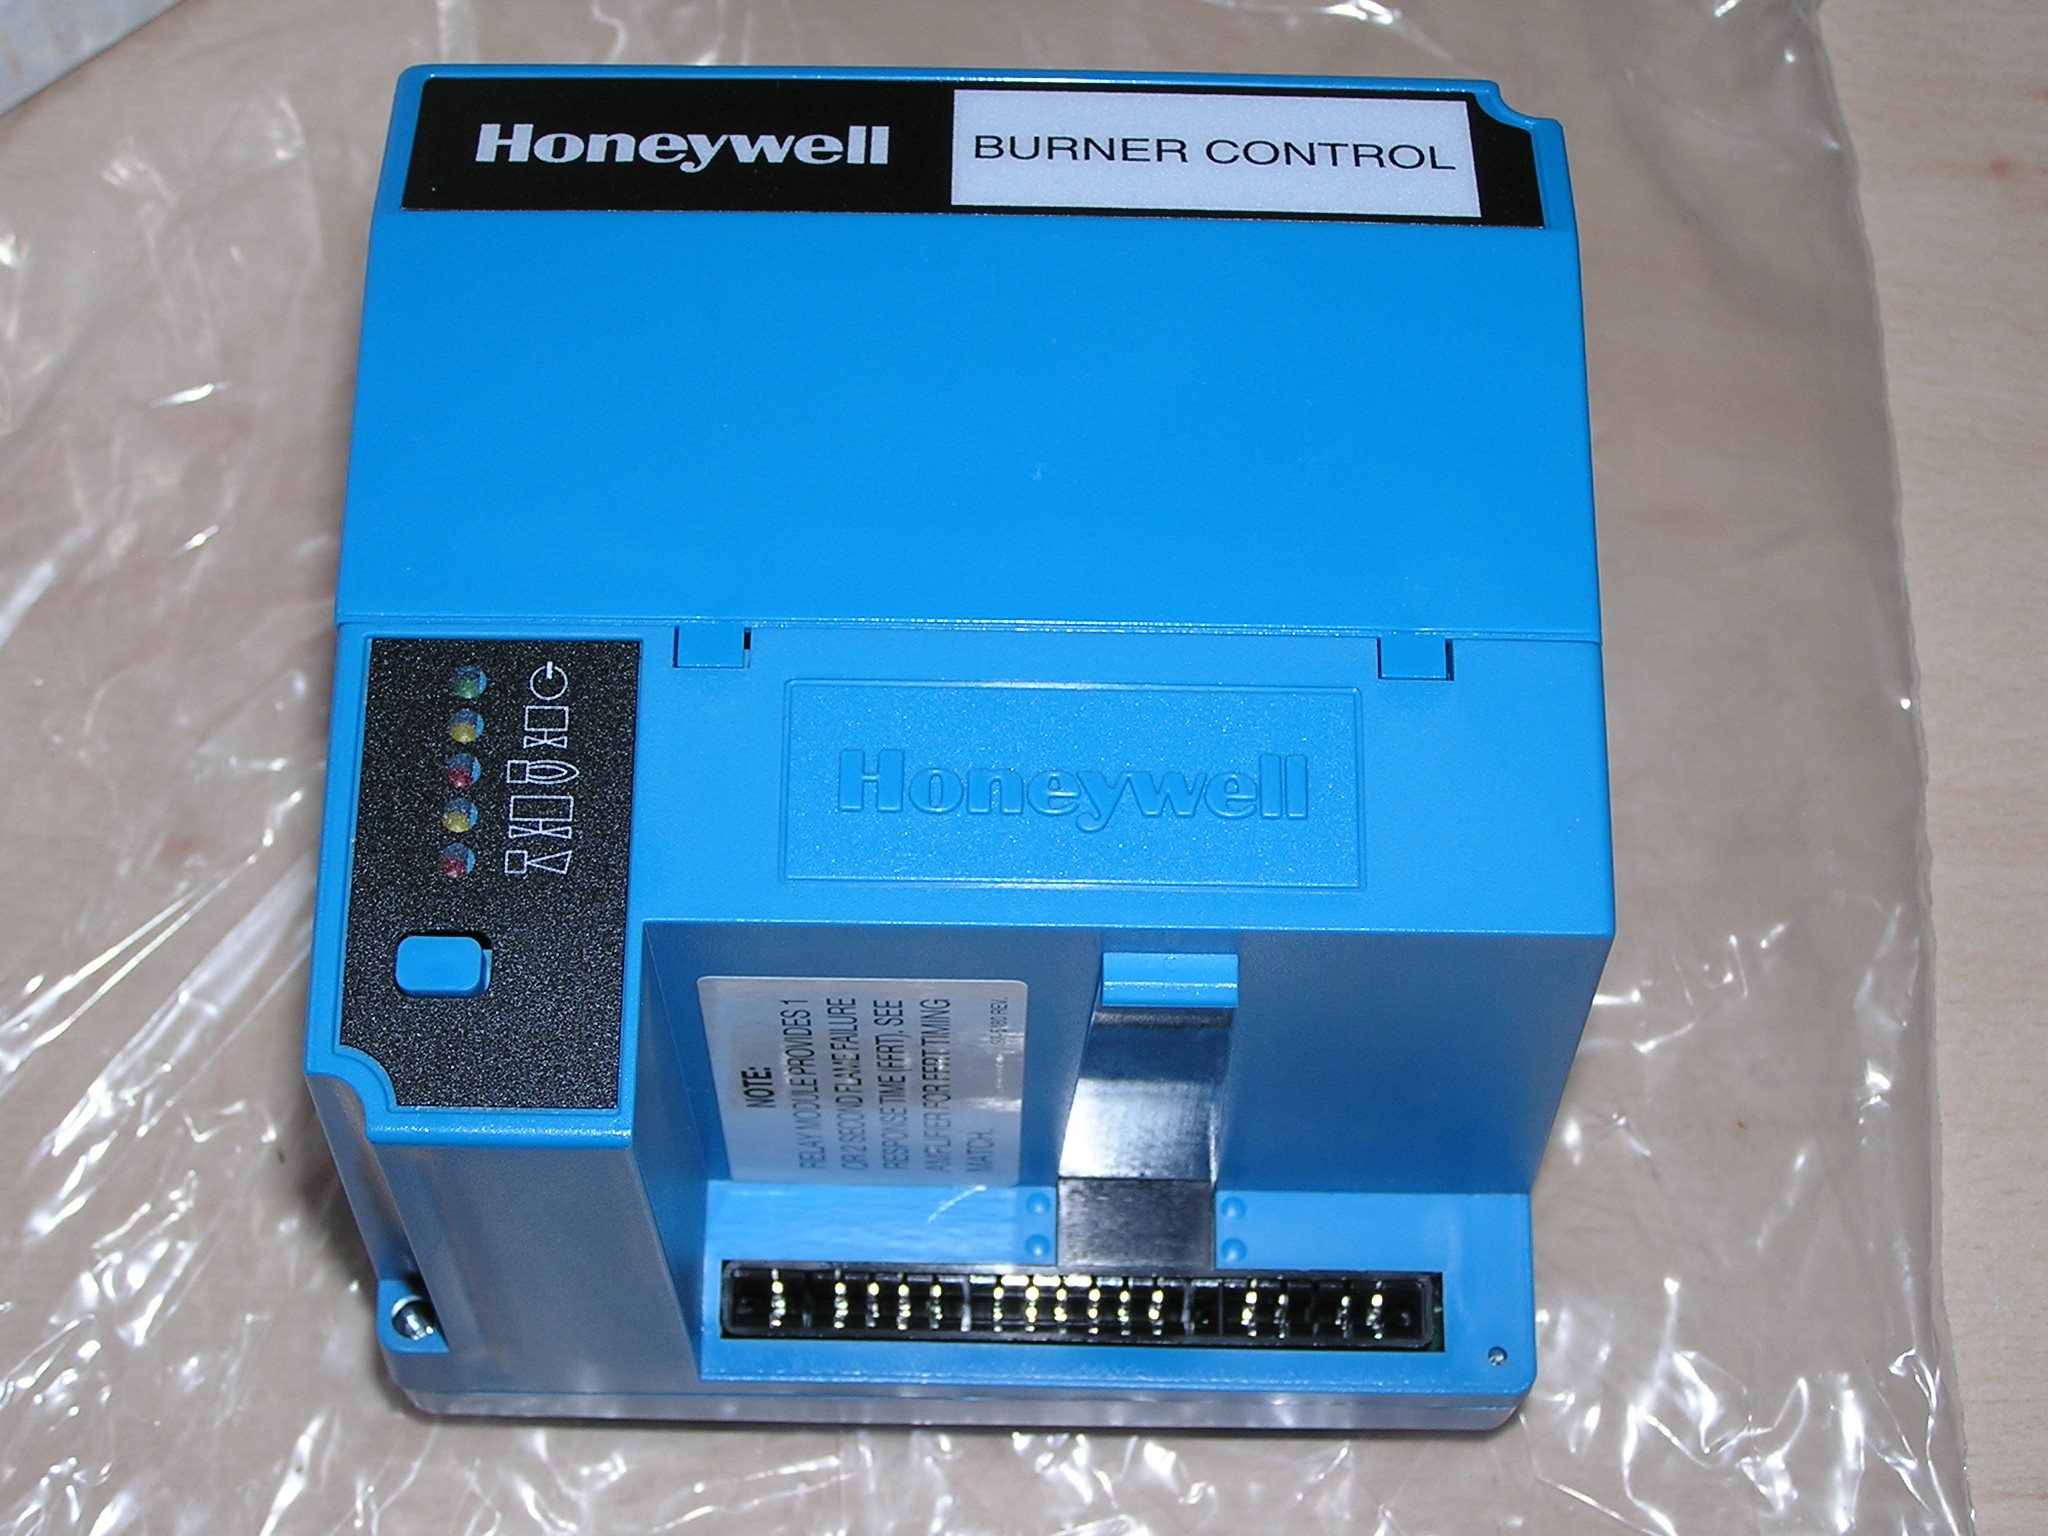 Honeywell
BURNER CONTROL
Honeywell
NOTE:
RELAY MODULE PROVIDES 1
OR 2 SECOND FLAME FAILURE
RESPONSE TIME (FFRT), SEE
AMPLIFIER FOR FFRT TIMING
MATCH.
REV.